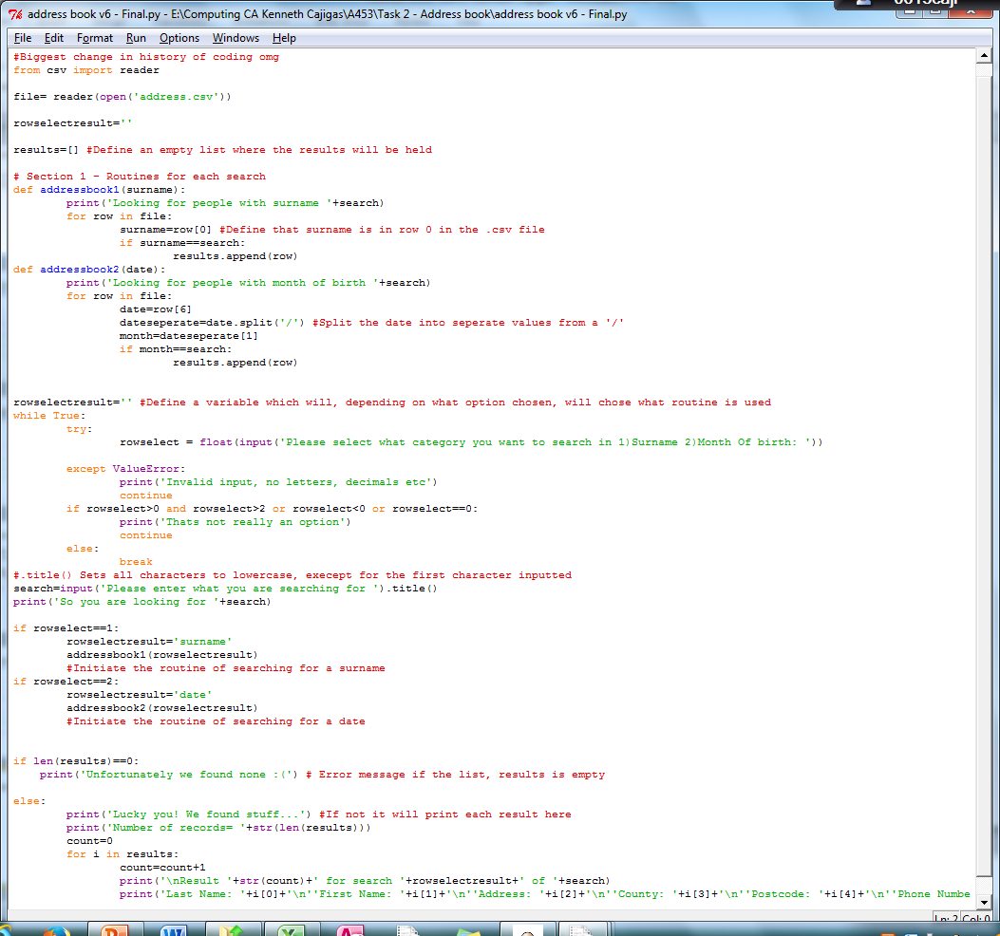 address book v6 - Final.py - E:\Computing CA Kenneth Cajigas\A453\Task 2 - Address book\address book v6 - Final.py
File Edit Format Run Options Windows Help
#Biggest change in history of coding omg
from csv import reader
file= reader(open('address.csv'))
rowselectresult=''
results=[] #Define an empty list where the results will be held
# Section 1 - Routines for each search
def addressbook1(surname):
print('Looking for people with surname '+search)
for row in file:
surname=row[0] #Define that surname is in row 0 in the .csv file
if surname==search:
results.append(row)
def addressbook2(date):
print('Looking for people with month of birth '+search)
for row in file:
date=row[6]
dateseperate=date.split('/') #Split the date into seperate values from a '/'
month=dateseperate[1]
if month==search:
results.append(row)
rowselectresult='' #Define a variable which will, depending on what option chosen, will chose what routine is used
while True:
try:
rowselect = float(input('Please select what category you want to search in 1)Surname 2)Month Of birth: '))
except ValueError:
print('Invalid input, no letters, decimals etc')
continue
if rowselect>0 and rowselect>2 or rowselect<0 or rowselect==0:
print('Thats not really an option')
continue
else:
break
#.title() Sets all characters to lowercase, execept for the first character inputted
search=input('Please enter what you are searching for ').title()
print('So you are looking for '+search)
if rowselect==1:
rowselectresult='surname'
addressbook1(rowselectresult)
#Initiate the routine of searching for a surname
if rowselect==2:
rowselectresult='date'
addressbook2(rowselectresult)
#Initiate the routine of searching for a date
if len(results)==0:
print('Unfortunately we found none :(') # Error message if the list, results is empty
else:
print('Lucky you! We found stuff...') #If not it will print each result here
print('Number of records= '+str(len(results)))
count=0
for i in results:
count=count+1
print('\nResult '+str(count)+' for search '+rowselectresult+' of '+search)
print('Last Name: '+i[0]+'\n''First Name: '+i[1]+'\n''Address: '+i[2]+'\n''County: '+i[3]+'\n''Postcode: '+i[4]+'\n''Phone Numbe
Ln: 2 Col: 0